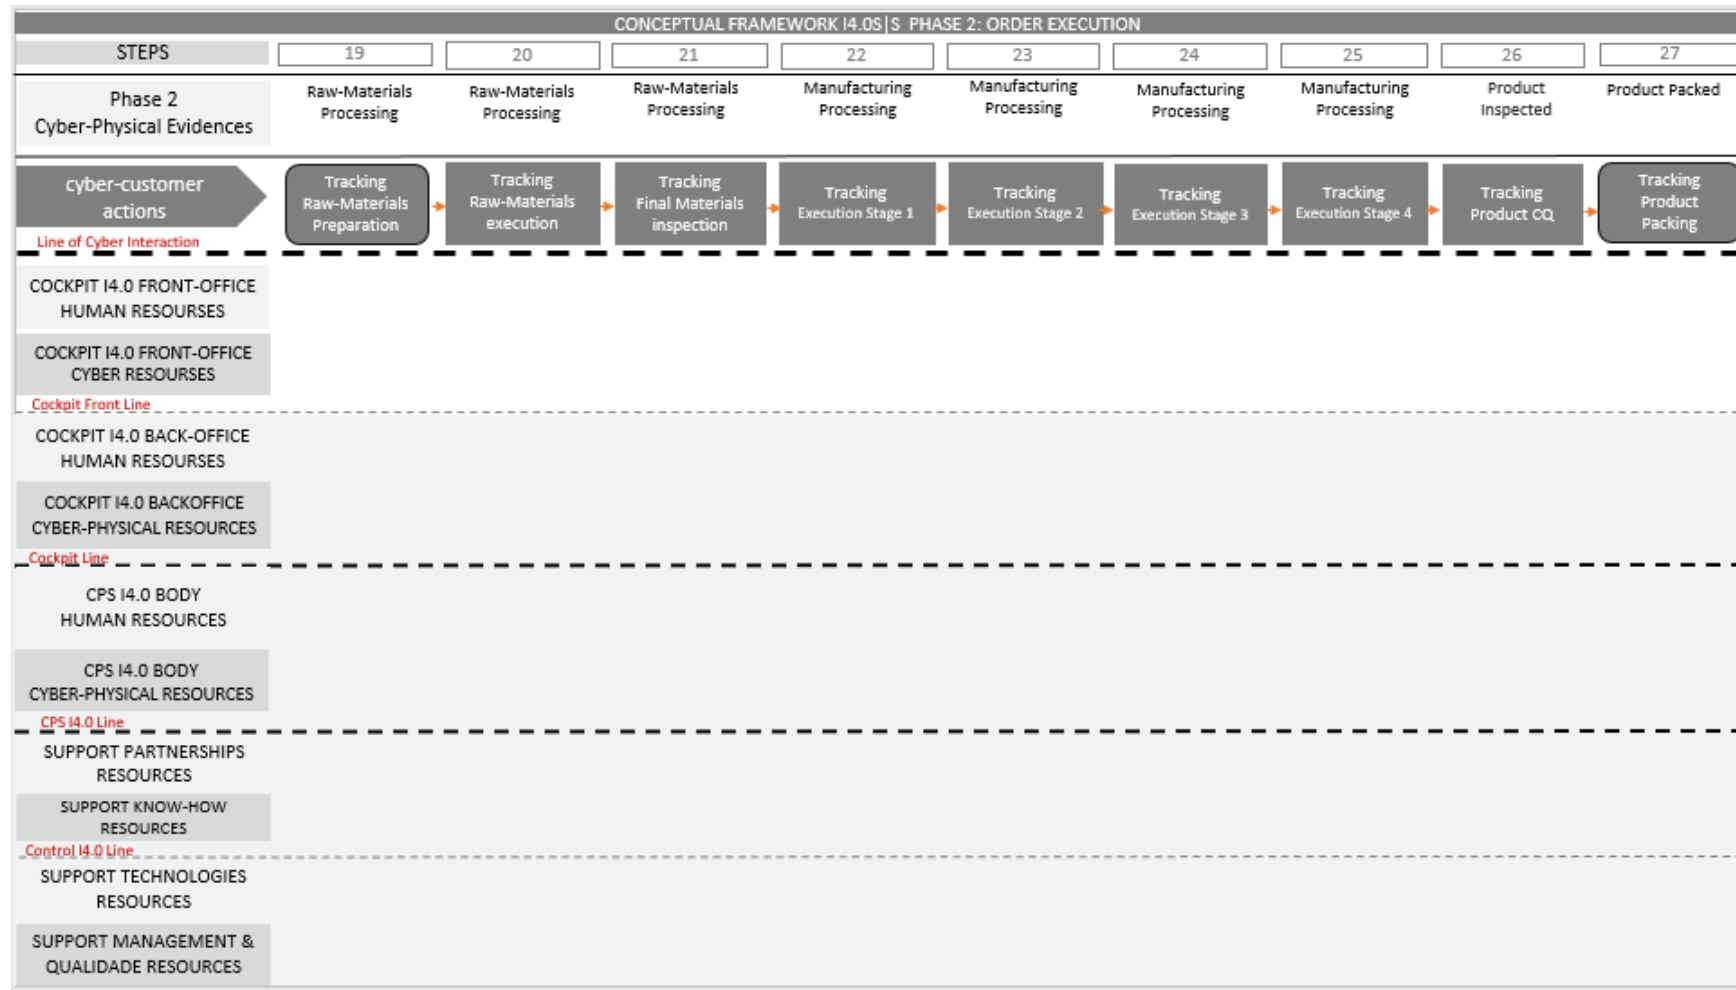 CONCEPTUAL FRAMEWORK I4.0S|S PHASE 2: ORDER EXECUTION
STEPS
19
20
21
22
23
24
25
26
27
Phase 2
Cyber-Physical Evidences
Raw-Materials
Processing
Raw-Materials
Processing
Raw-Materials
Processing
Manufacturing
Processing
Manufacturing
Processing
Manufacturing
Processing
Manufacturing
Processing
Product
Inspected
Product Packed
cyber-customer
actions
Tracking
Raw-Materials
Preparation
Tracking
Raw-Materials
execution
Tracking
Final Materials
inspection
Tracking
Execution Stage 1
Tracking
Execution Stage 2
Tracking
Execution Stage 3
Tracking
Execution Stage 4
Tracking
Product CQ
Tracking
Product
Packing
Line of Cyber Interaction
COCKPIT I4.0 FRONT-OFFICE
HUMAN RESOURSES
COCKPIT I4.0 FRONT-OFFICE
CYBER RESOURSES
Cockpit Front Line
COCKPIT I4.0 BACK-OFFICE
HUMAN RESOURSES
COCKPIT I4.0 BACKOFFICE
CYBER-PHYSICAL RESOURCES
Cockpit Line
CPS I4.0 BODY
HUMAN RESOURCES
CPS I4.0 BODY
CYBER-PHYSICAL RESOURCES
CPS I4.0 Line
SUPPORT PARTNERSHIPS
RESOURCES
SUPPORT KNOW-HOW
RESOURCES
Control I4.0 Line
SUPPORT TECHNOLOGIES
RESOURCES
SUPPORT MANAGEMENT &
QUALIDADE RESOURCES